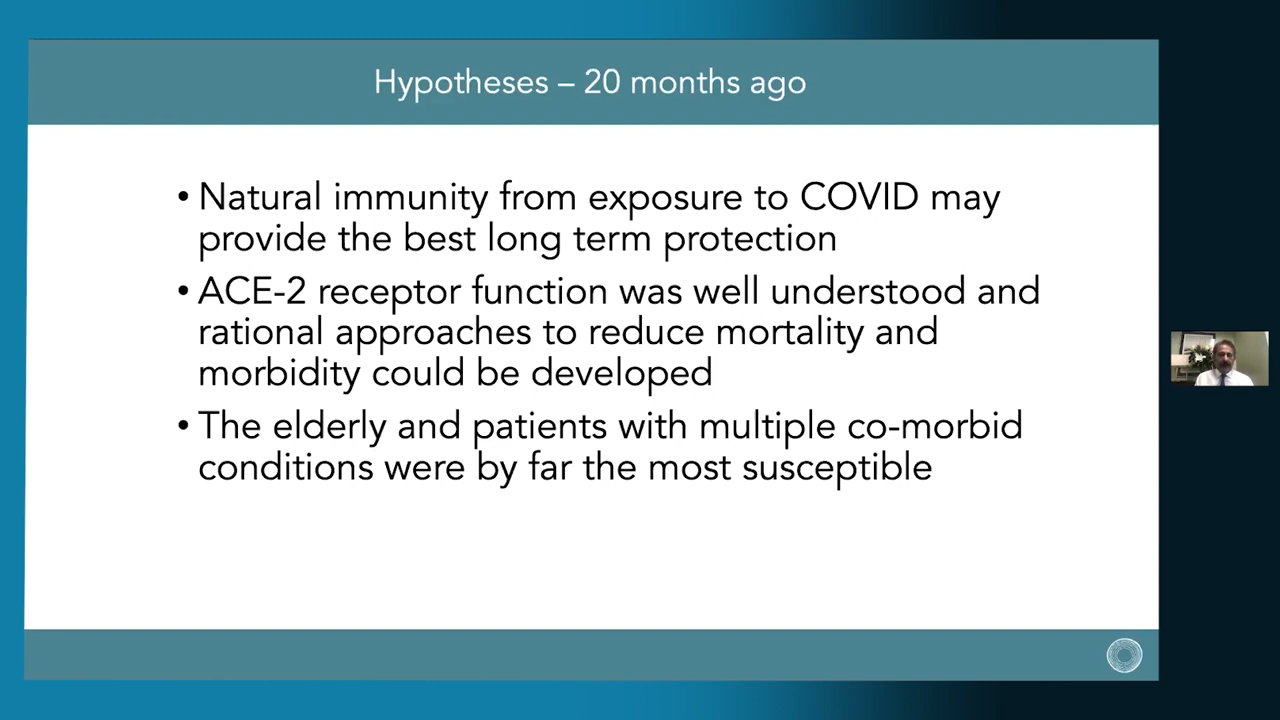 Hypotheses – 20 months ago
• Natural immunity from exposure to COVID may
provide the best long term protection
• ACE-2 receptor function was well understood and
rational approaches to reduce mortality and
morbidity could be developed
• The elderly and patients with multiple co-morbid
conditions were by far the most susceptible